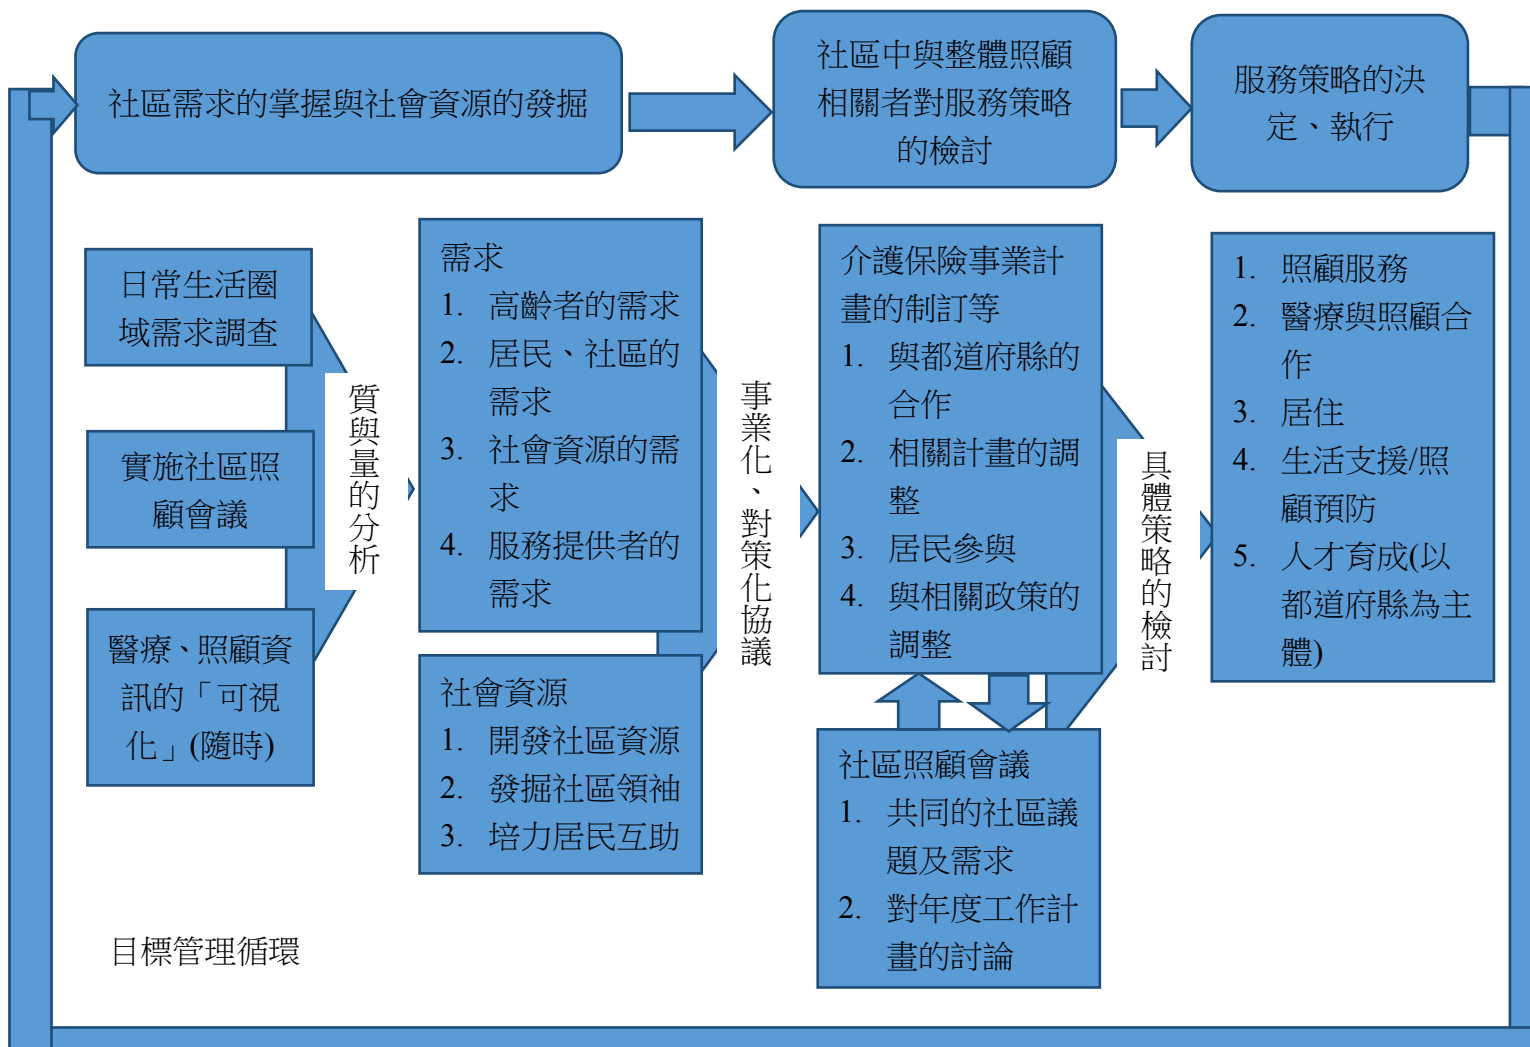 社區需求的掌握與社會資源的發掘
社區中與整體照顧
相關者對服務策略
的檢討
服務策略的決
定、執行
日常生活圈
域需求調查
實施社區照
顧會議
醫療、照顧資
訊的「可視
化」(隨時)
質與量的分析
需求
1. 高齡者的需求
2. 居民、社區的
需求
3. 社會資源的需
求
4. 服務提供者的
需求
社會資源
1. 開發社區資源
2. 發掘社區領袖
3. 培力居民互助
事業化、對策化協議
介護保險事業計
畫的制訂等
1. 與都道府縣的
合作
2. 相關計畫的調
整
3. 居民參與
4. 與相關政策的
調整
社區照顧會議
1. 共同的社區議
題及需求
2. 對年度工作計
畫的討論
具體策略的檢討
1. 照顧服務
2. 醫療與照顧合
作
3. 居住
4. 生活支援/照
顧預防
5. 人才育成(以
都道府縣為主
體)
目標管理循環